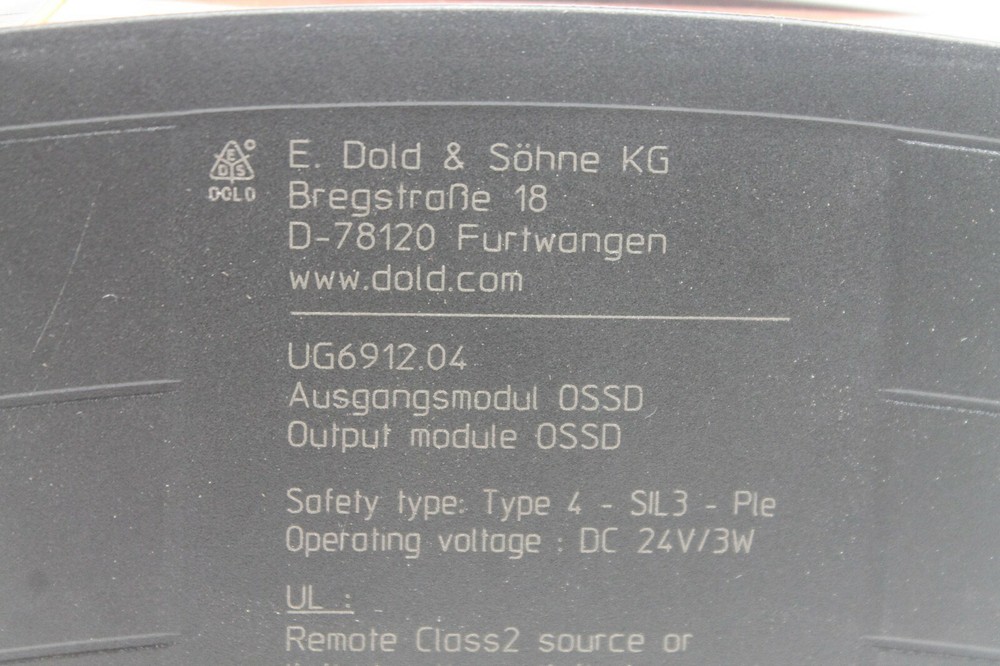 E
D S
DOLD
E. Dold & Söhne KG
Bregstraße 18
D-78120 Furtwangen
www.dold.com
UG6912.04
Ausgangsmodul OSSD
Output module OSSD
Safety type: Type 4 - SIL3 - Ple
Operating voltage : DC 24V/3W
UL :
Remote Class2 source or